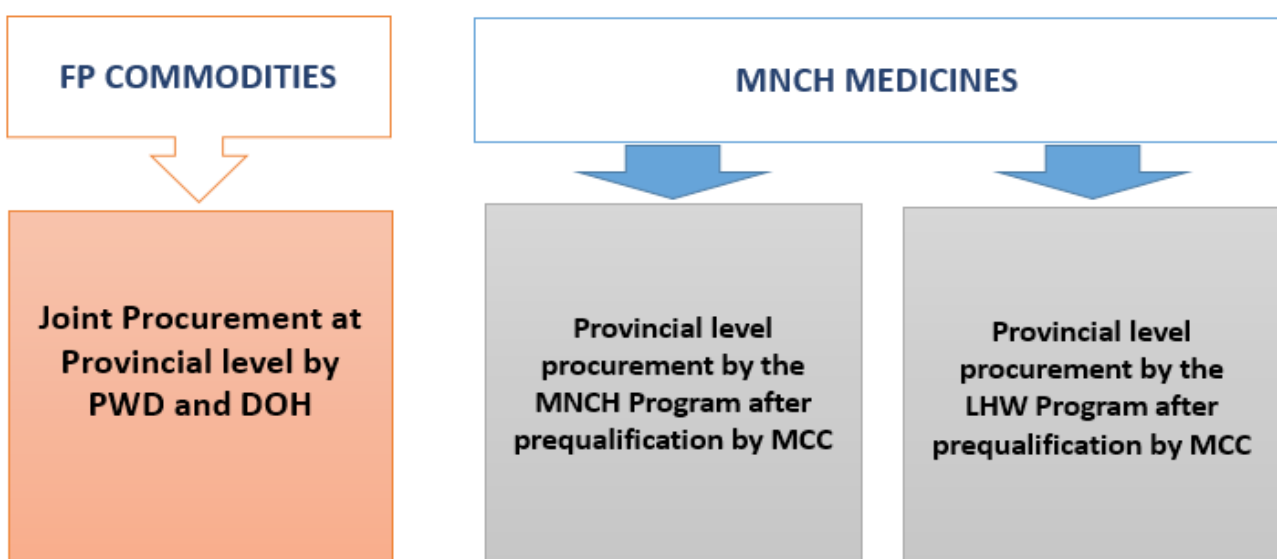 FP COMMODITIES
MNCH MEDICINES
Joint Procurement at
Provincial level by
PWD and DOH
Provincial level
procurement by the
MNCH Program after
prequalification by MCC
Provincial level
procurement by the
LHW Program after
prequalification by MCC